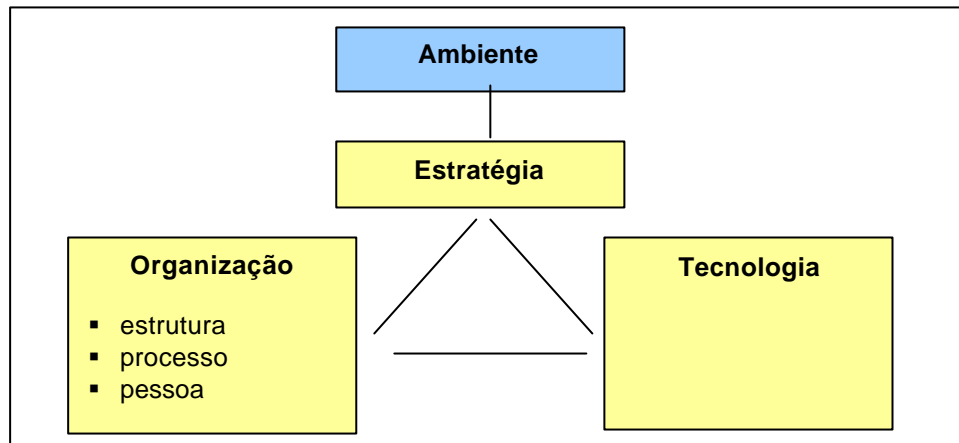 Ambiente
Estratégia
Organização
▪ estrutura
▪ processo
▪ pessoa
Tecnologia